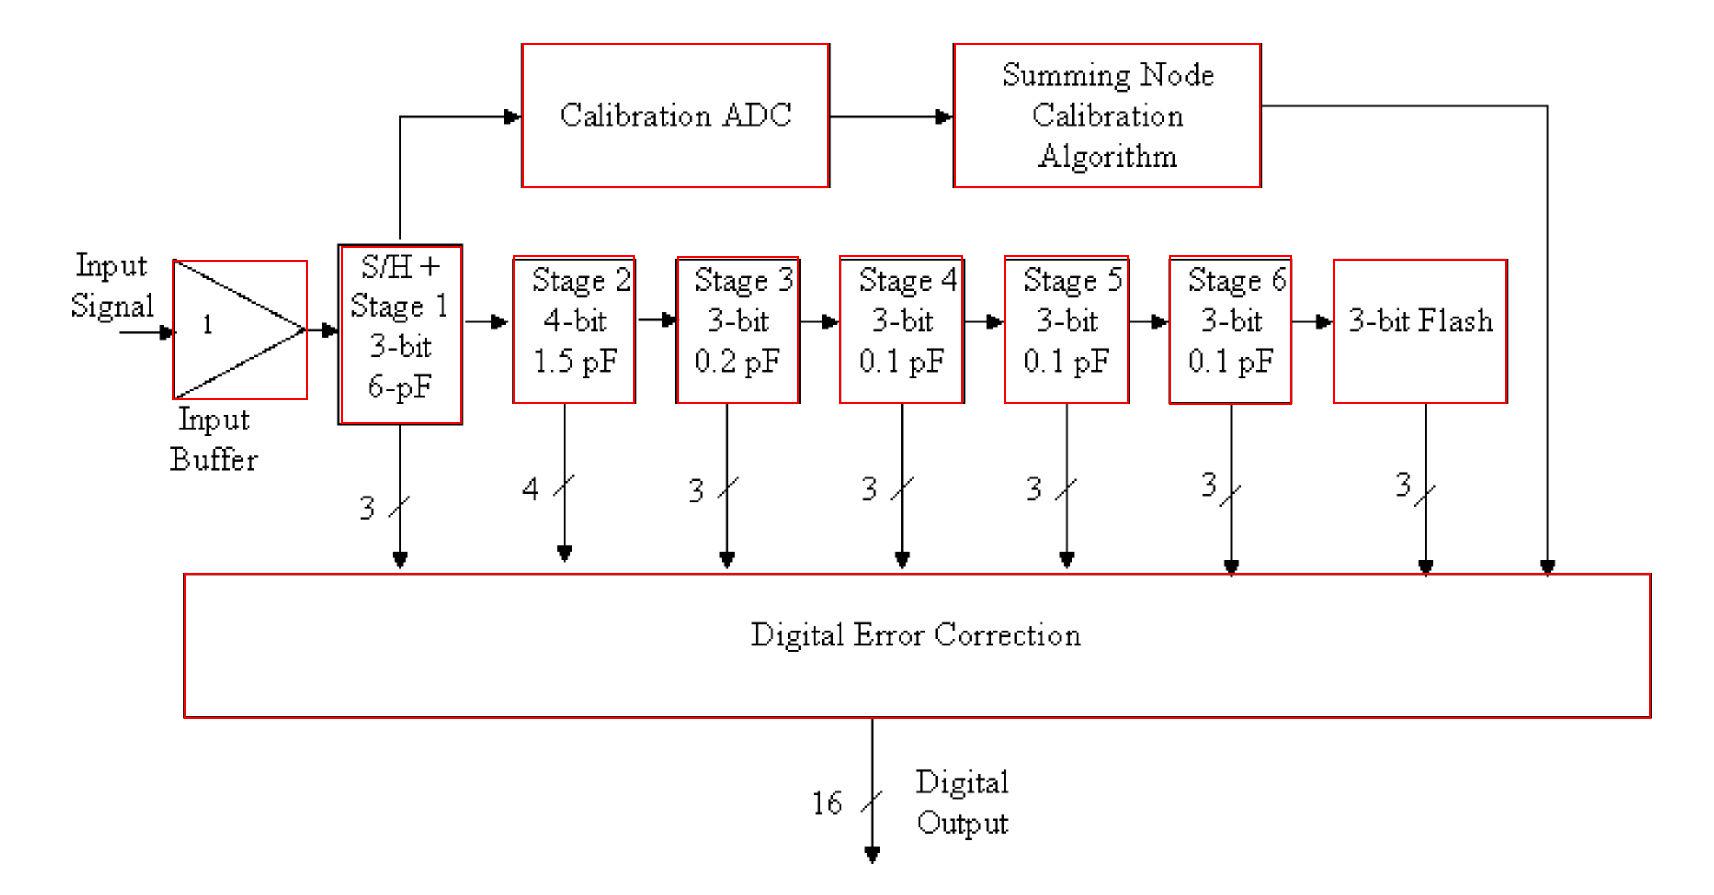 Calibration ADC
Summing Node
Calibration
Algorithm
Input
Signal
1
Input
Buffer
S/H +
Stage 1
3-bit
6-pF
Stage 2
4-bit
1.5 pF
Stage 3
3-bit
0.2 pF
Stage 4
3-bit
0.1 pF
Stage 5
3-bit
0.1 pF
Stage 6
3-bit
0.1 pF
3-bit Flash
3
4
3
3
3
3
3
Digital Error Correction
16
Digital
Output